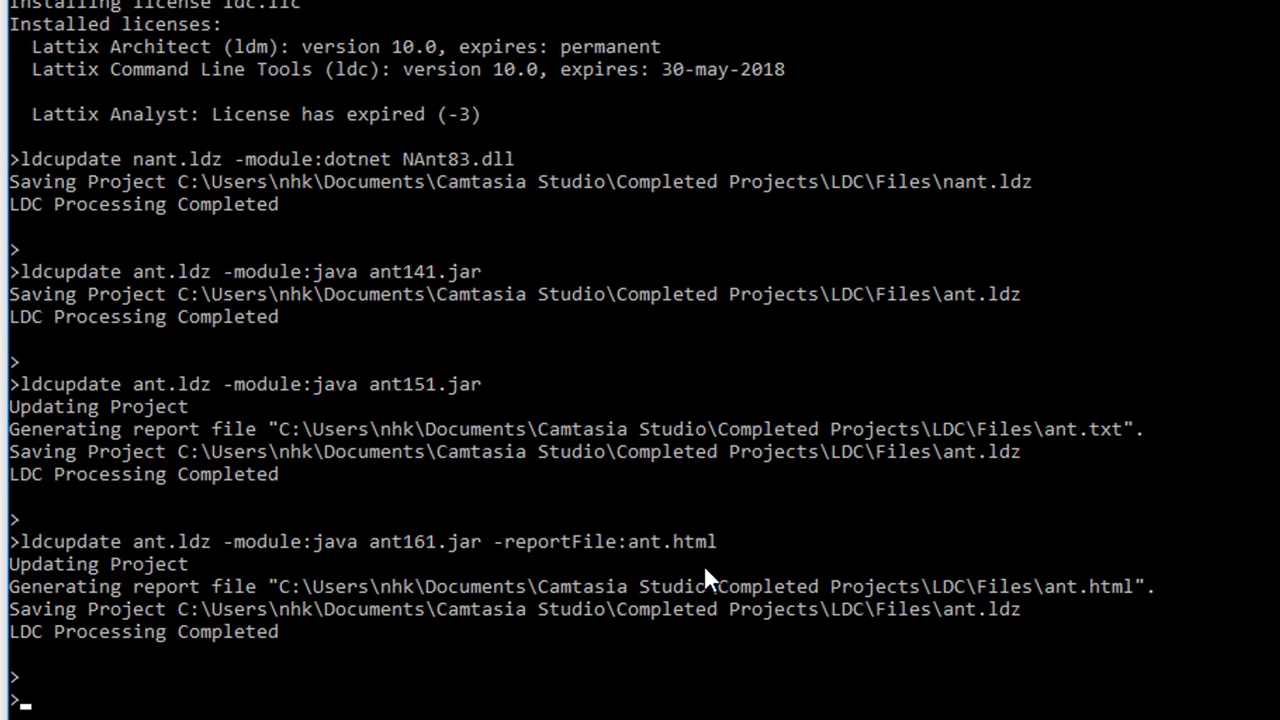 Installing license ldc.lic
Installed licenses:
Lattix Architect (ldm): version 10.0, expires: permanent
Lattix Command Line Tools (ldc): version 10.0, expires: 30-may-2018
Lattix Analyst: License has expired (-3)
>ldcupdate nant.ldz -module:dotnet NAnt83.dll
Saving Project C:\Users\nhk\Documents\Camtasia Studio\Completed Projects\LDC\Files\nant.ldz
LDC Processing Completed
>
>ldcupdate ant.ldz -module:java ant141.jar
Saving Project C:\Users\nhk\Documents\Camtasia Studio\Completed Projects\LDC\Files\ant.ldz
LDC Processing Completed
>
>ldcupdate ant.ldz -module:java ant151.jar
Updating Project
Generating report file "C:\Users\nhk\Documents\Camtasia Studio\Completed Projects\LDC\Files\ant.txt".
Saving Project C:\Users\nhk\Documents\Camtasia Studio\Completed Projects\LDC\Files\ant.ldz
LDC Processing Completed
>
>ldcupdate ant.ldz -module:java ant161.jar -reportFile:ant.html
Updating Project
Generating report file "C:\Users\nhk\Documents\Camtasia Studio\Completed Projects\LDC\Files\ant.html".
Saving Project C:\Users\nhk\Documents\Camtasia Studio\Completed Projects\LDC\Files\ant.ldz
LDC Processing Completed
>
>